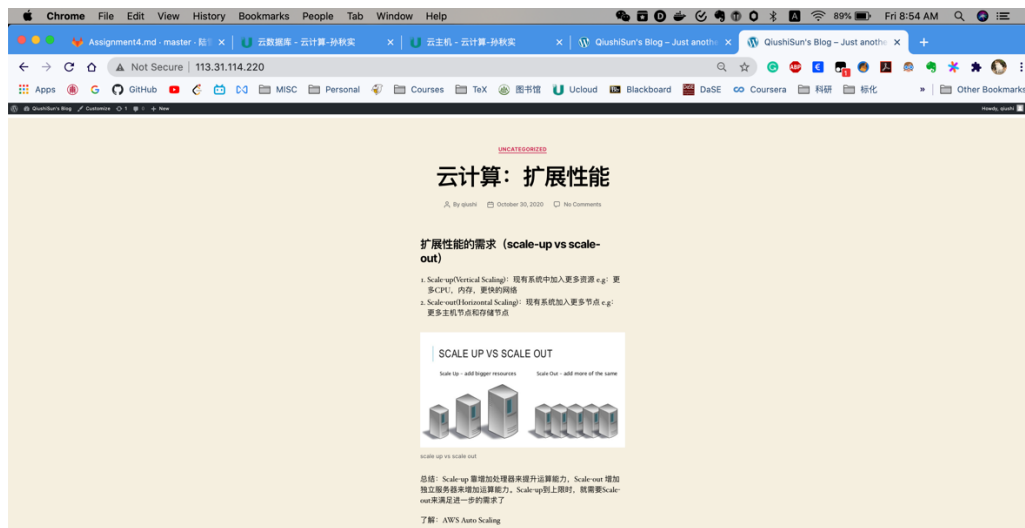 Chrome File Edit View History Bookmarks People Tab Window Help 89% Fri 8:54 AM
Assignment4.md · master · 陆 云数据库 - 云计算-孙秋实 云主机 - 云计算-孙秋实 QiushiSun's Blog – Just anothe QiushiSun's Blog – Just anothe
Not Secure 113.31.114.220
Apps GitHub MISC Personal Courses TeX 图书馆 Ucloud Blackboard DaSE Coursera 科研 标化 » Other Bookmarks
QiushiSun's Blog Customize 1 0 + New Howdy, qiushi
UNCATEGORIZED
云计算：扩展性能
By qiushi October 30, 2020 No Comments
扩展性能的需求（scale-up vs scale-
out）
1. Scale-up(Vertical Scaling)：现有系统中加入更多资源 e.g：更
多CPU，内存，更快的网络
2. Scale-out(Horizontal Scaling)：现有系统加入更多节点 e.g：
更多主机节点和存储节点
SCALE UP VS SCALE OUT
Scale Up - add bigger resources Scale Out - add more of the same
scale up vs scale out
总结：Scale-up 靠增加处理器来提升运算能力，Scale-out 增加
独立服务器来增加运算能力。Scale-up到上限时，就需要Scale-
out来满足进一步的需求了
了解：AWS Auto Scaling